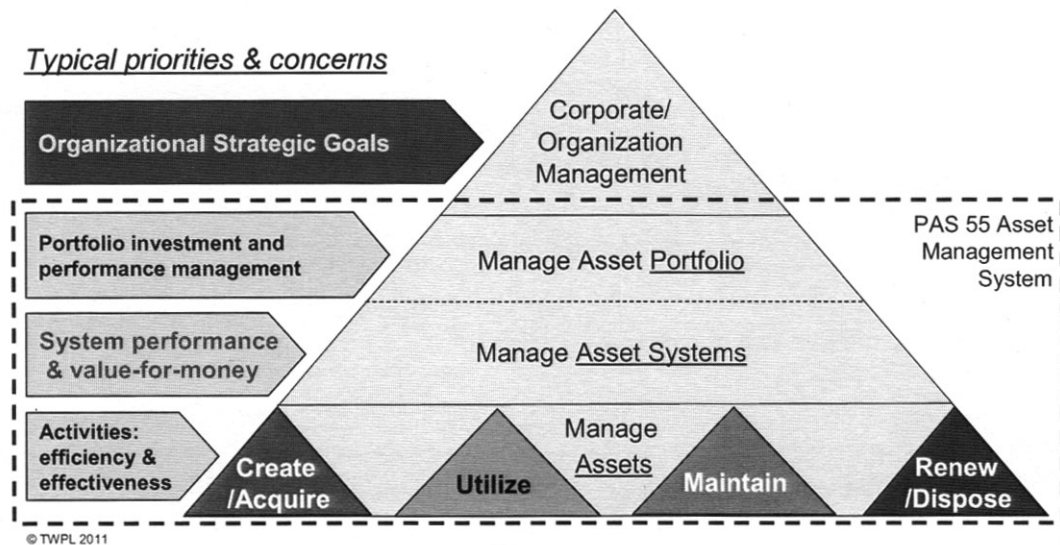 Typical priorities & concerns
Organizational Strategic Goals
Corporate/
Organization
Management
Portfolio investment and
performance management
Manage Asset Portfolio
PAS 55 Asset
Management
System
System performance
& value-for-money
Manage Asset Systems
Activities:
efficiency &
effectiveness
Manage
Assets
Create
/Acquire
Utilize
Maintain
Renew
/Dispose
© TWPL 2011